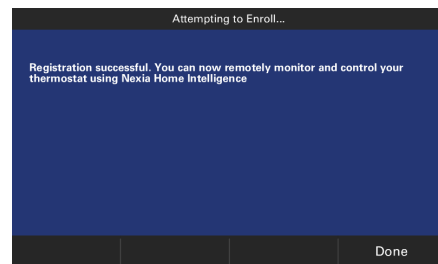 Attempting to Enroll...
Registration successful. You can now remotely monitor and control your
thermostat using Nexia Home Intelligence
Done